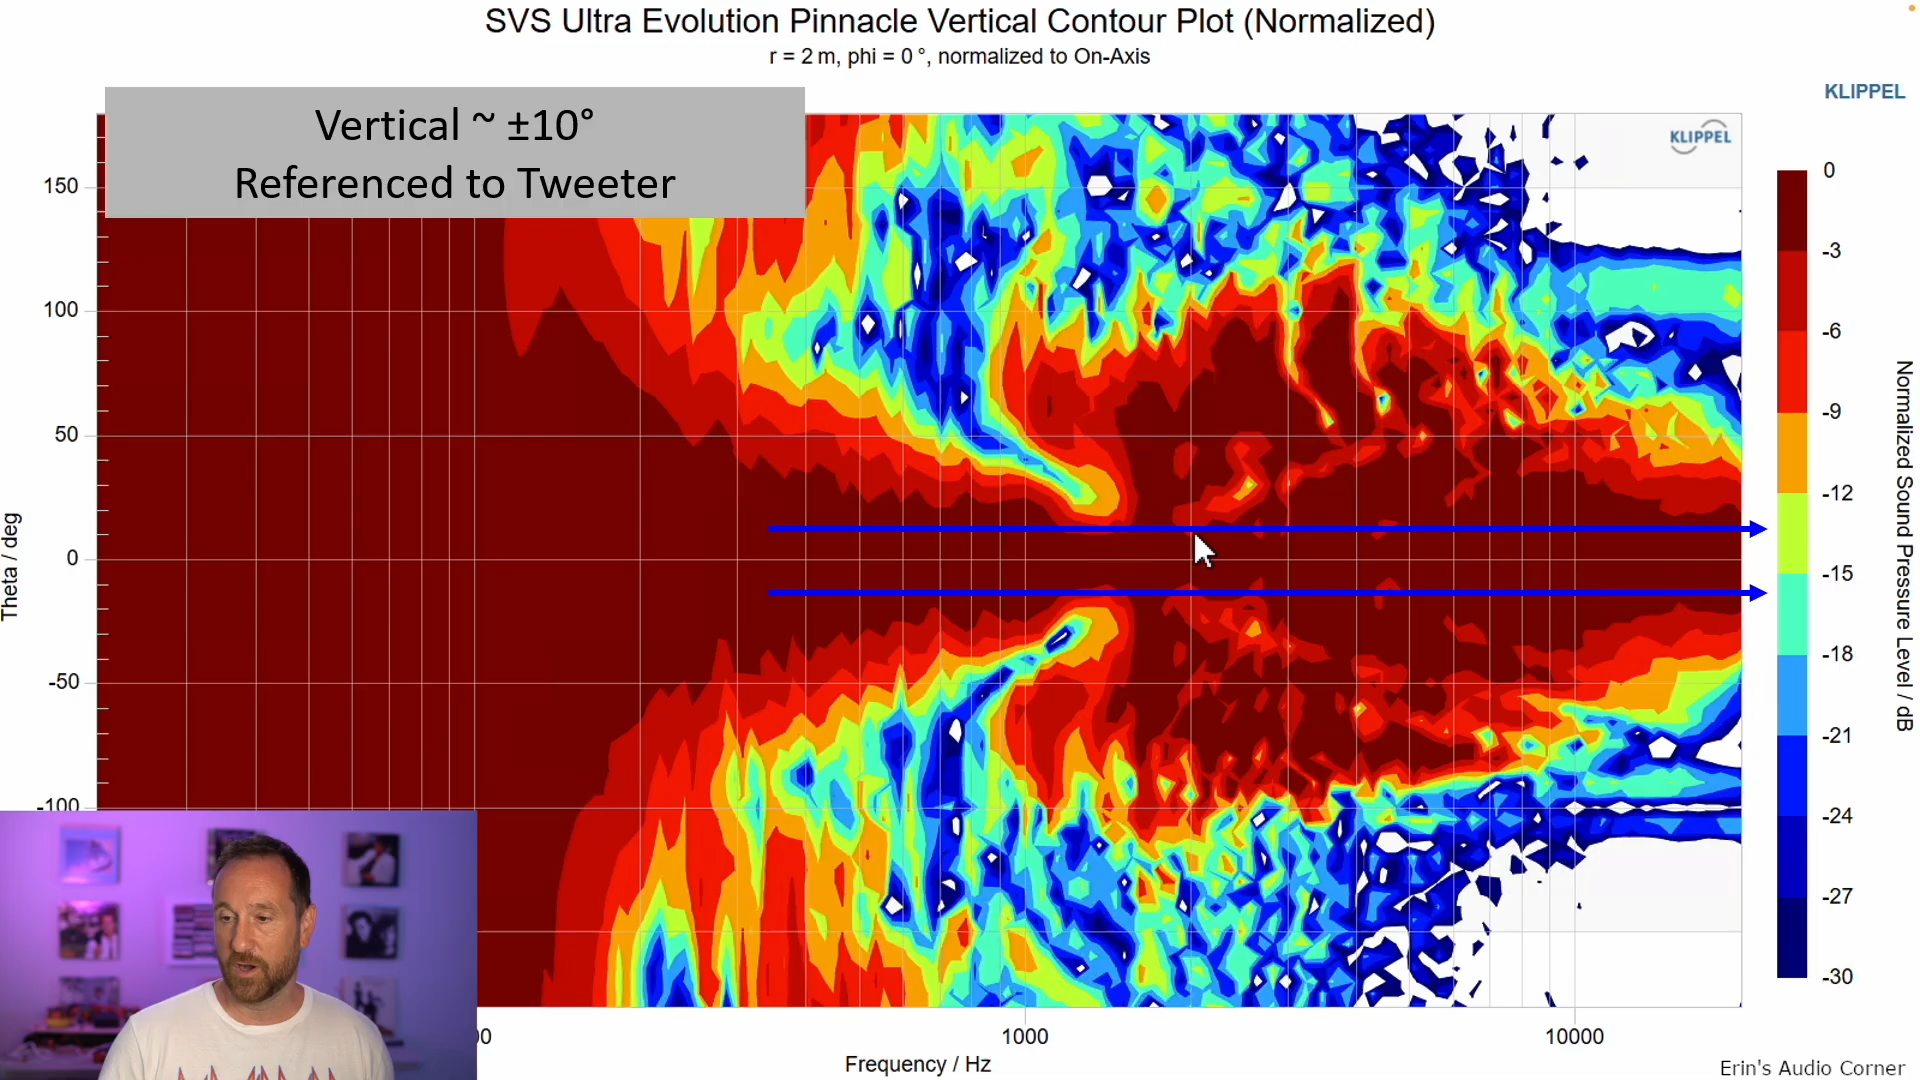 SVS Ultra Evolution Pinnacle Vertical Contour Plot (Normalized)
r = 2 m, phi = 0 °, normalized to On-Axis
KLIPPEL
Vertical ~ ±10°
Referenced to Tweeter
KLIPPEL
150
100
50
0
-50
-100
Theta / deg
0
-3
-6
-9
-12
-15
-18
-21
-24
-27
-30
Normalized Sound Pressure Level / dB
1000
10000
Frequency / Hz
Erin's Audio Corner